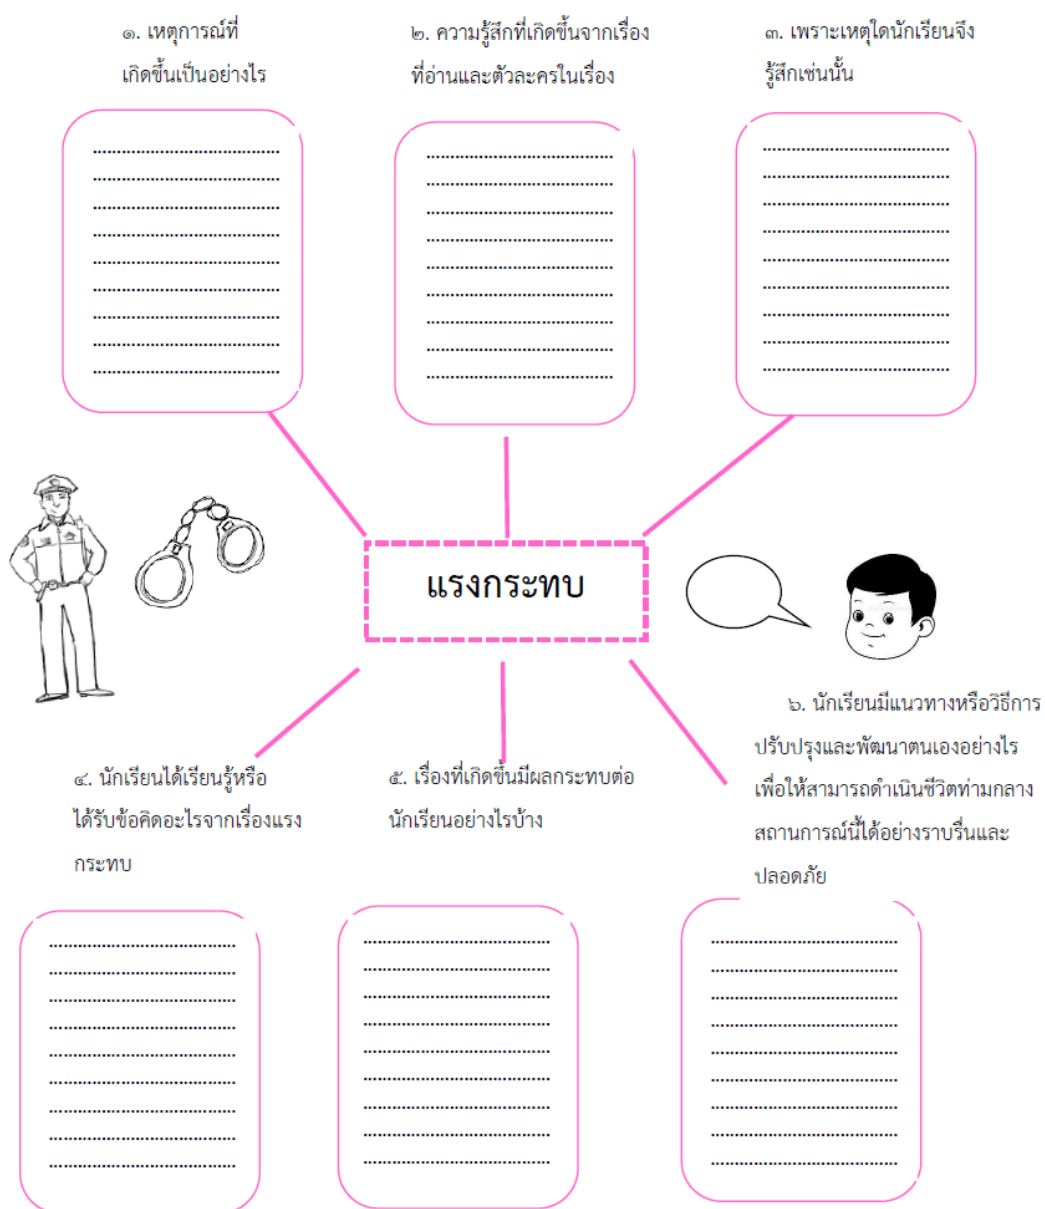 ๑. เหตุการณ์ที่
เกิดขึ้นเป็นอย่างไร
๒. ความรู้สึกที่เกิดขึ้นจากเรื่อง
ที่อ่านและตัวละครในเรื่อง
๓. เพราะเหตุใดนักเรียนจึง
รู้สึกเช่นนั้น
แรงกระทบ
๔. นักเรียนได้เรียนรู้หรือ
ได้รับข้อคิดอะไรจากเรื่องแรง
กระทบ
๕. เรื่องที่เกิดขึ้นมีผลกระทบต่อ
นักเรียนอย่างไรบ้าง
๖. นักเรียนมีแนวทางหรือวิธีการ
ปรับปรุงและพัฒนาตนเองอย่างไร
เพื่อให้สามารถดำเนินชีวิตท่ามกลาง
สถานการณ์นี้ได้อย่างราบรื่นและ
ปลอดภัย